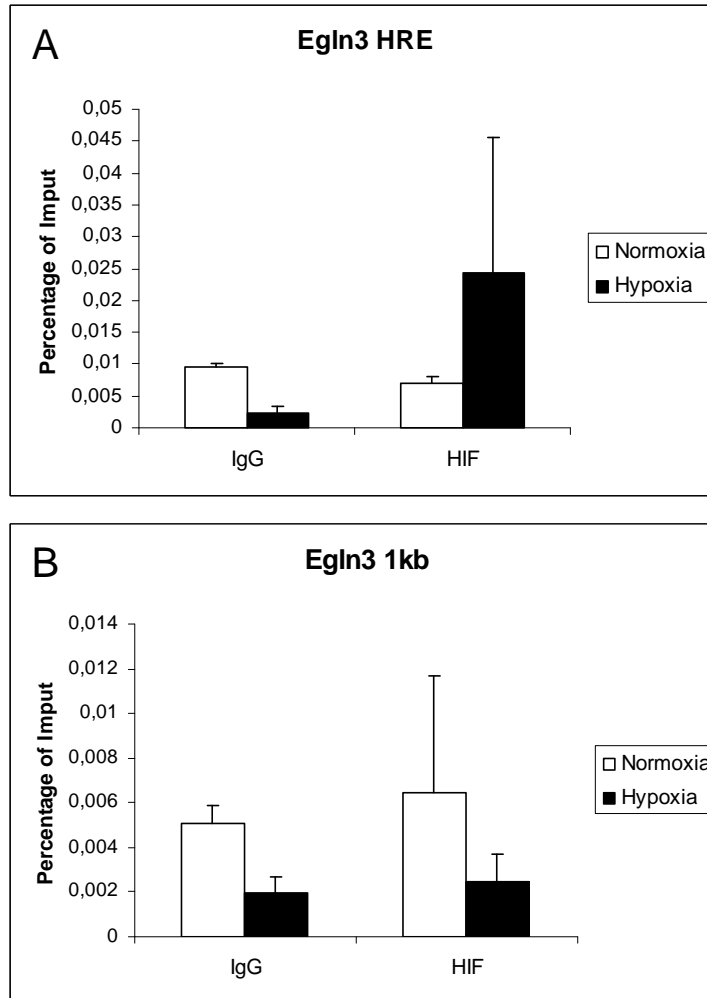 A
Egln3 HRE
0,05
0,045
0,04
0,035
0,03
0,025
0,02
0,015
0,01
0,005
0
Percentage of Imput
IgG
HIF
Normoxia
Hypoxia
B
Egln3 1kb
0,014
0,012
0,01
0,008
0,006
0,004
0,002
0
Percentage of Imput
IgG
HIF
Normoxia
Hypoxia